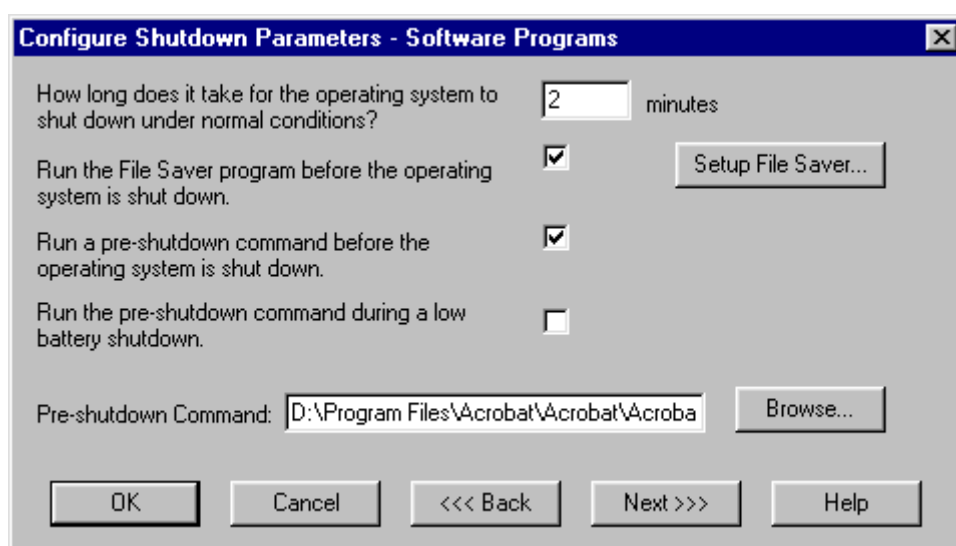 Configure Shutdown Parameters - Software Programs
How long does it take for the operating system to
shut down under normal conditions?
2 minutes
Run the File Saver program before the operating
system is shut down.
Setup File Saver...
Run a pre-shutdown command before the
operating system is shut down.
Run the pre-shutdown command during a low
battery shutdown.
Pre-shutdown Command: D:\Program Files\Acrobat\Acrobat\Acroba Browse...
OK Cancel <<< Back Next >>> Help